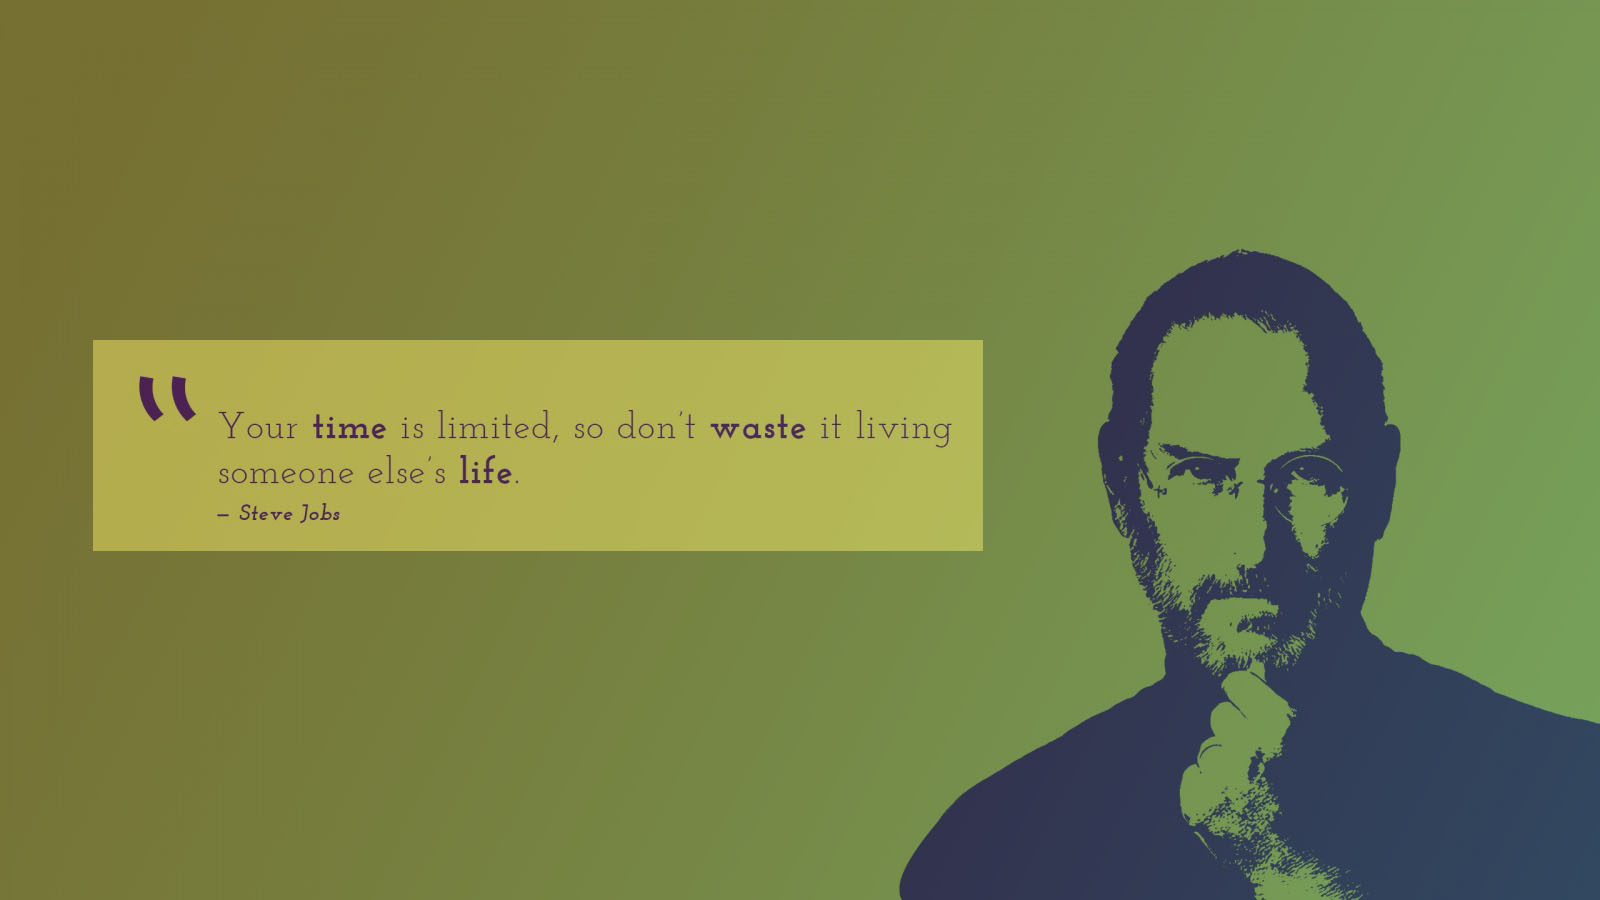 Your time is limited, so don't waste it living
someone else's life.
– Steve Jobs